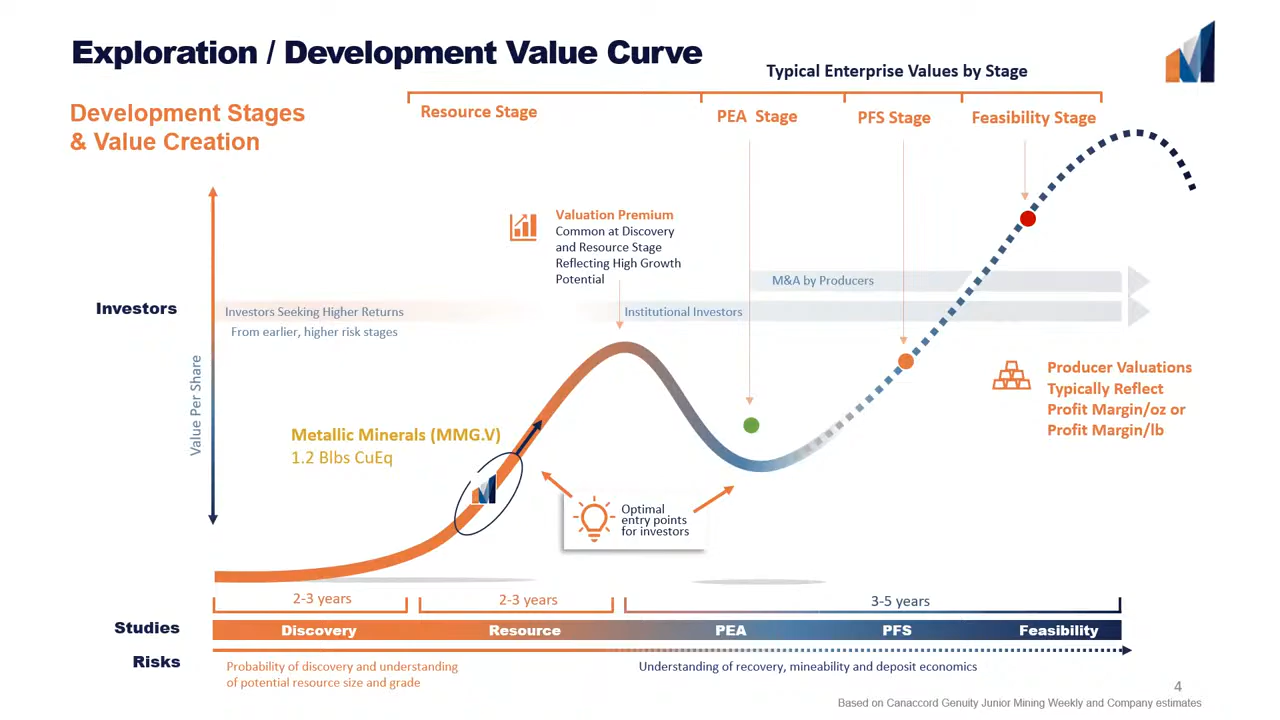 Exploration / Development Value Curve
Typical Enterprise Values by Stage
Development Stages
& Value Creation
Resource Stage
PEA Stage
PFS Stage
Feasibility Stage
Valuation Premium
Common at Discovery
and Resource Stage
Reflecting High Growth
Potential
M&A by Producers
Investors
Investors Seeking Higher Returns
From earlier, higher risk stages
Institutional Investors
Value Per Share
Producer Valuations
Typically Reflect
Profit Margin/oz or
Profit Margin/lb
Metallic Minerals (MMG.V)
1.2 Blbs CuEq
Optimal
entry points
for investors
2-3 years
2-3 years
3-5 years
Studies
Discovery
Resource
PEA
PFS
Feasibility
Risks
Probability of discovery and understanding
of potential resource size and grade
Understanding of recovery, mineability and deposit economics
4
Based on Canaccord Genuity Junior Mining Weekly and Company estimates